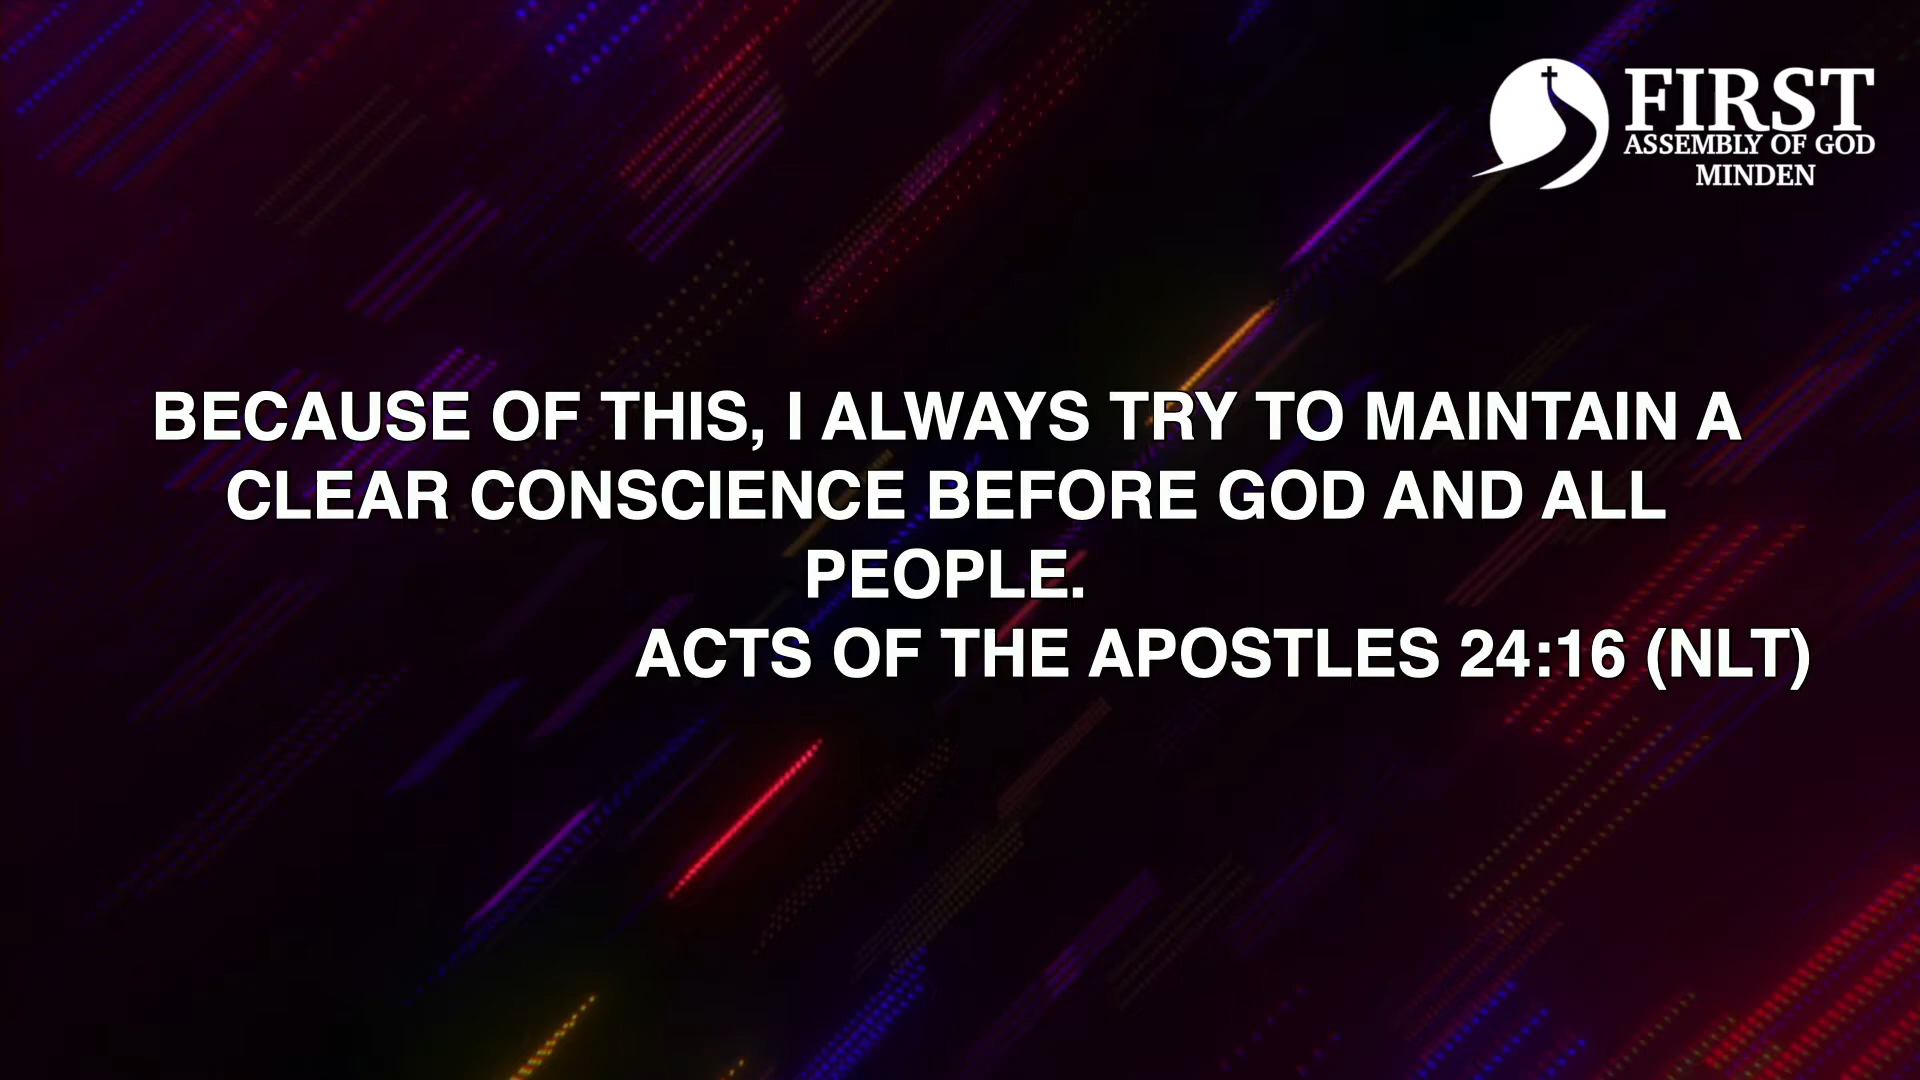 FIRST
ASSEMBLY OF GOD
MINDEN
BECAUSE OF THIS, I ALWAYS TRY TO MAINTAIN A
CLEAR CONSCIENCE BEFORE GOD AND ALL
PEOPLE.
ACTS OF THE APOSTLES 24:16 (NLT)